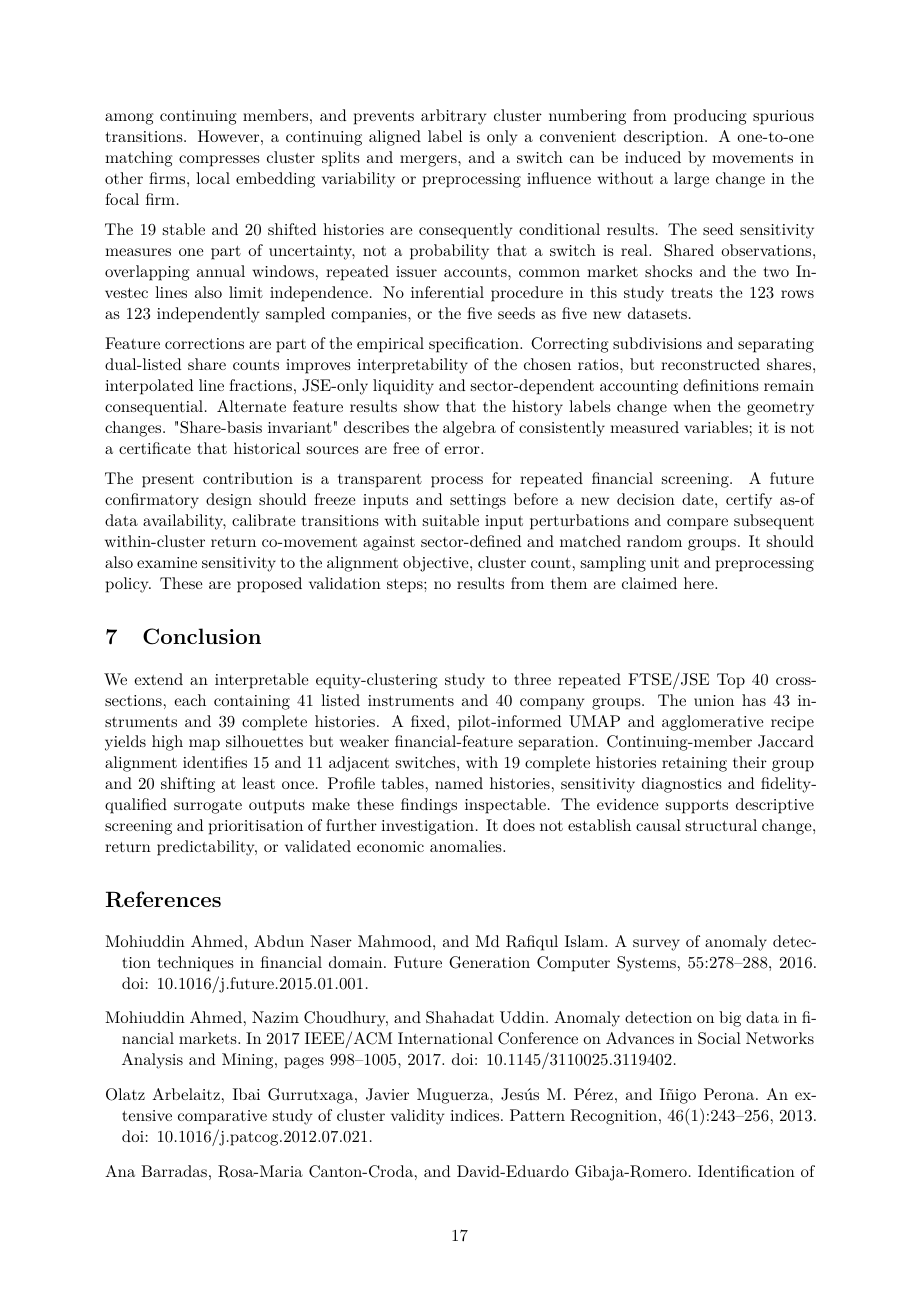 among continuing members, and prevents arbitrary cluster numbering from producing spurious
transitions. However, a continuing aligned label is only a convenient description. A one-to-one
matching compresses cluster splits and mergers, and a switch can be induced by movements in
other firms, local embedding variability or preprocessing influence without a large change in the
focal firm.
The 19 stable and 20 shifted histories are consequently conditional results. The seed sensitivity
measures one part of uncertainty, not a probability that a switch is real. Shared observations,
overlapping annual windows, repeated issuer accounts, common market shocks and the two In-
vestec lines also limit independence. No inferential procedure in this study treats the 123 rows
as 123 independently sampled companies, or the five seeds as five new datasets.
Feature corrections are part of the empirical specification. Correcting subdivisions and separating
dual-listed share counts improves interpretability of the chosen ratios, but reconstructed shares,
interpolated line fractions, JSE-only liquidity and sector-dependent accounting definitions remain
consequential. Alternate feature results show that the history labels change when the geometry
changes. "Share-basis invariant" describes the algebra of consistently measured variables; it is not
a certificate that historical sources are free of error.
The present contribution is a transparent process for repeated financial screening. A future
confirmatory design should freeze inputs and settings before a new decision date, certify as-of
data availability, calibrate transitions with suitable input perturbations and compare subsequent
within-cluster return co-movement against sector-defined and matched random groups. It should
also examine sensitivity to the alignment objective, cluster count, sampling unit and preprocessing
policy. These are proposed validation steps; no results from them are claimed here.
7 Conclusion
We extend an interpretable equity-clustering study to three repeated FTSE/JSE Top 40 cross-
sections, each containing 41 listed instruments and 40 company groups. The union has 43 in-
struments and 39 complete histories. A fixed, pilot-informed UMAP and agglomerative recipe
yields high map silhouettes but weaker financial-feature separation. Continuing-member Jaccard
alignment identifies 15 and 11 adjacent switches, with 19 complete histories retaining their group
and 20 shifting at least once. Profile tables, named histories, sensitivity diagnostics and fidelity-
qualified surrogate outputs make these findings inspectable. The evidence supports descriptive
screening and prioritisation of further investigation. It does not establish causal structural change,
return predictability, or validated economic anomalies.
References
Mohiuddin Ahmed, Abdun Naser Mahmood, and Md Rafiqul Islam. A survey of anomaly detec-
tion techniques in financial domain. Future Generation Computer Systems, 55:278–288, 2016.
doi: 10.1016/j.future.2015.01.001.
Mohiuddin Ahmed, Nazim Choudhury, and Shahadat Uddin. Anomaly detection on big data in fi-
nancial markets. In 2017 IEEE/ACM International Conference on Advances in Social Networks
Analysis and Mining, pages 998–1005, 2017. doi: 10.1145/3110025.3119402.
Olatz Arbelaitz, Ibai Gurrutxaga, Javier Muguerza, Jesús M. Pérez, and Iñigo Perona. An ex-
tensive comparative study of cluster validity indices. Pattern Recognition, 46(1):243–256, 2013.
doi: 10.1016/j.patcog.2012.07.021.
Ana Barradas, Rosa-Maria Canton-Croda, and David-Eduardo Gibaja-Romero. Identification of
17